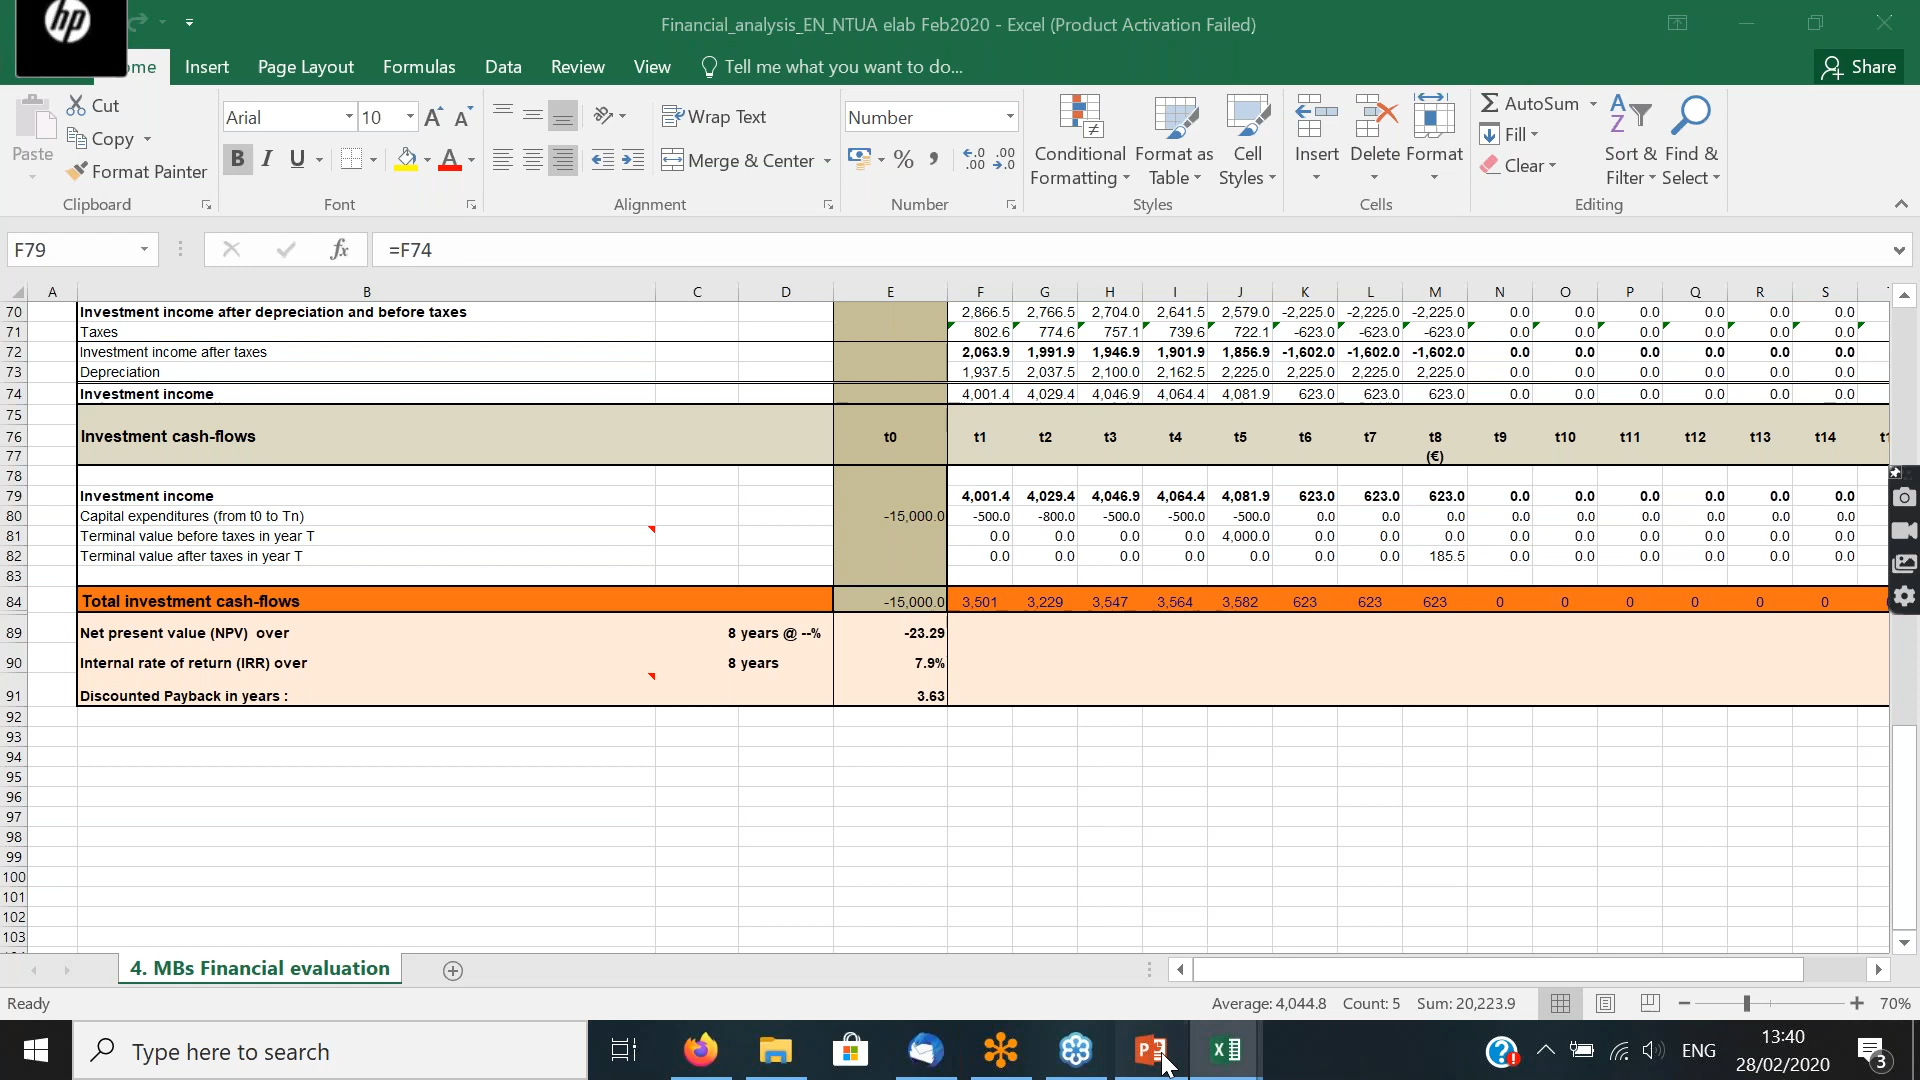 hp
Financial_analysis_EN_NTUA elab Feb2020 - Excel (Product Activation Failed)
ome Insert Page Layout Formulas Data Review View Tell me what you want to do... Share
Paste Cut Copy Format Painter Clipboard
Arial 10 A A B I U A Font
Wrap Text Merge & Center Alignment
Number % , .00 .00 Number
Conditional Formatting Format as Table Cell Styles Styles
Insert Delete Format Cells
AutoSum Fill Clear Sort & Filter Find & Select Editing
F79 fx =F74
A B C D E F G H I J K L M N O P Q R S
70 Investment income after depreciation and before taxes 2,866.5 2,766.5 2,704.0 2,641.5 2,579.0 -2,225.0 -2,225.0 -2,225.0 0.0 0.0 0.0 0.0 0.0 0.0
71 Taxes 802.6 774.6 757.1 739.6 722.1 -623.0 -623.0 -623.0 0.0 0.0 0.0 0.0 0.0 0.0
72 Investment income after taxes 2,063.9 1,991.9 1,946.9 1,901.9 1,856.9 -1,602.0 -1,602.0 -1,602.0 0.0 0.0 0.0 0.0 0.0 0.0
73 Depreciation 1,937.5 2,037.5 2,100.0 2,162.5 2,225.0 2,225.0 2,225.0 2,225.0 0.0 0.0 0.0 0.0 0.0 0.0
74 Investment income 4,001.4 4,029.4 4,046.9 4,064.4 4,081.9 623.0 623.0 623.0 0.0 0.0 0.0 0.0 0.0 0.0
75
76 Investment cash-flows t0 t1 t2 t3 t4 t5 t6 t7 t8 t9 t10 t11 t12 t13 t14 t1
77 (€)
78
79 Investment income 4,001.4 4,029.4 4,046.9 4,064.4 4,081.9 623.0 623.0 623.0 0.0 0.0 0.0 0.0 0.0 0.0
80 Capital expenditures (from t0 to Tn) -15,000.0 -500.0 -800.0 -500.0 -500.0 -500.0 0.0 0.0 0.0 0.0 0.0 0.0 0.0 0.0 0.0
81 Terminal value before taxes in year T 0.0 0.0 0.0 0.0 4,000.0 0.0 0.0 0.0 0.0 0.0 0.0 0.0 0.0 0.0
82 Terminal value after taxes in year T 0.0 0.0 0.0 0.0 0.0 0.0 0.0 185.5 0.0 0.0 0.0 0.0 0.0 0.0
83
84 Total investment cash-flows -15,000.0 3,501 3,229 3,547 3,564 3,582 623 623 623 0 0 0 0 0 0
89 Net present value (NPV) over 8 years @ --% -23.29
90 Internal rate of return (IRR) over 8 years 7.9%
91 Discounted Payback in years : 3.63
92
93
94
95
96
97
98
99
100
101
102
103
4. MBs Financial evaluation
Ready Average: 4,044.8 Count: 5 Sum: 20,223.9 70%
Type here to search ENG 13:40
28/02/2020 3